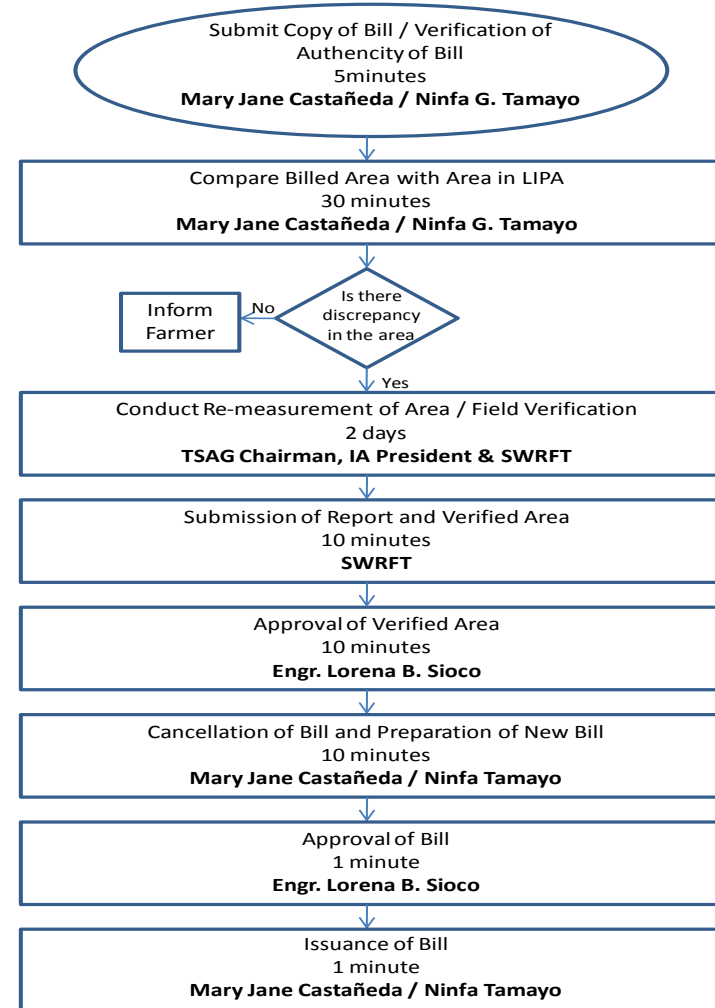 Submit Copy of Bill / Verification of
Authencity of Bill
5minutes
Mary Jane Castañeda / Ninfa G. Tamayo
Compare Billed Area with Area in LIPA
30 minutes
Mary Jane Castañeda / Ninfa G. Tamayo
Is there
discrepancy
in the area
No
Inform
Farmer
Yes
Conduct Re-measurement of Area / Field Verification
2 days
TSAG Chairman, IA President & SWRFT
Submission of Report and Verified Area
10 minutes
SWRFT
Approval of Verified Area
10 minutes
Engr. Lorena B. Sioco
Cancellation of Bill and Preparation of New Bill
10 minutes
Mary Jane Castañeda / Ninfa Tamayo
Approval of Bill
1 minute
Engr. Lorena B. Sioco
Issuance of Bill
1 minute
Mary Jane Castañeda / Ninfa Tamayo